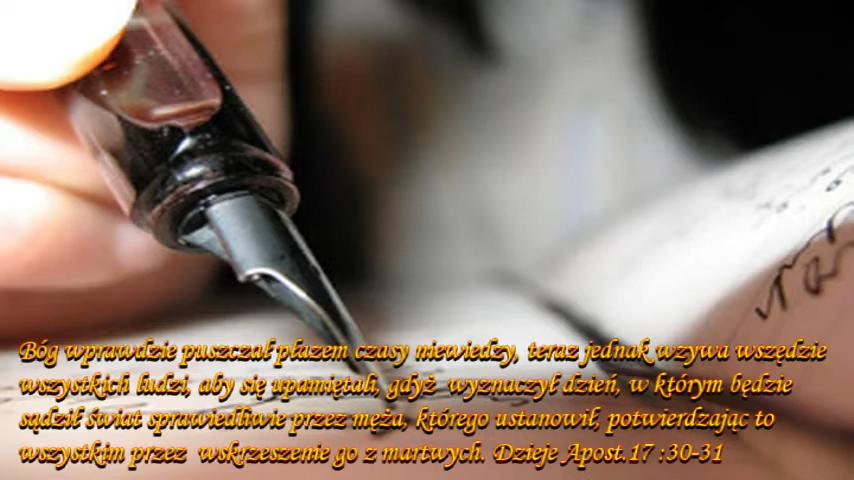 Bóg wprawdzie puszczał płazem czasy niewiedzy, teraz jednak wzywa wszędzie
wszystkich ludzi, aby się upamiętali, gdyż wyznaczył dzień, w którym będzie
sądził świat sprawiedliwie przez męża, którego ustanowił, potwierdzając to
wszystkim przez wskrzeszenie go z martwych. Dzieje Apost.17 :30-31